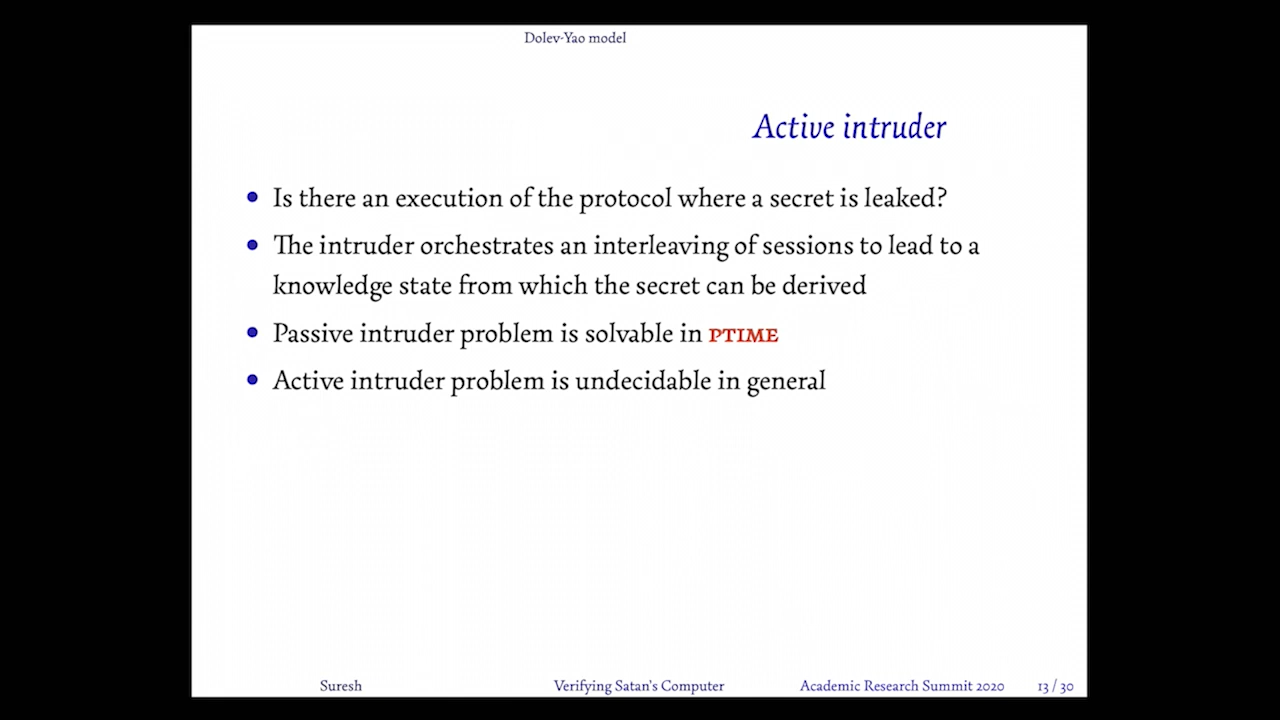 Dolev-Yao model
Active intruder
• Is there an execution of the protocol where a secret is leaked?
• The intruder orchestrates an interleaving of sessions to lead to a
knowledge state from which the secret can be derived
• Passive intruder problem is solvable in PTIME
• Active intruder problem is undecidable in general
Suresh Verifying Satan's Computer Academic Research Summit 2020 13 / 30